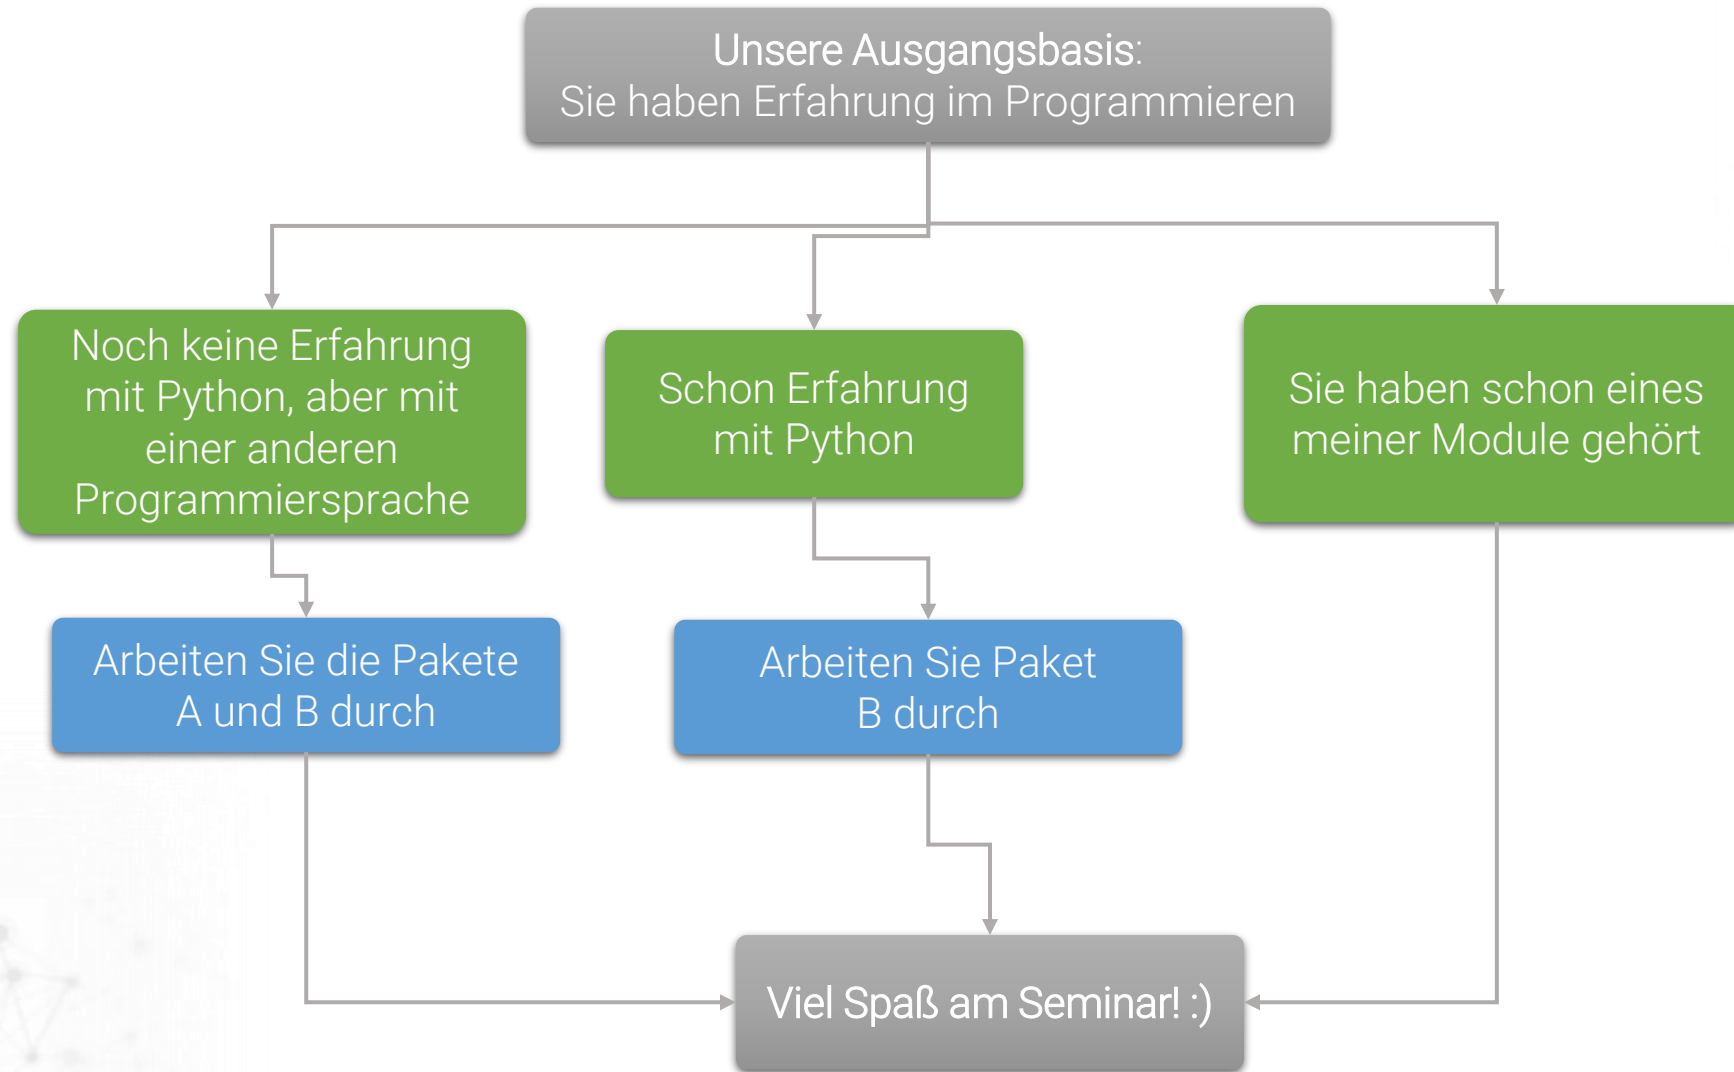 Unsere Ausgangsbasis:
Sie haben Erfahrung im Programmieren
Noch keine Erfahrung
mit Python, aber mit
einer anderen
Programmiersprache
Schon Erfahrung
mit Python
Sie haben schon eines
meiner Module gehört
Arbeiten Sie die Pakete
A und B durch
Arbeiten Sie Paket
B durch
Viel Spaß am Seminar! :)